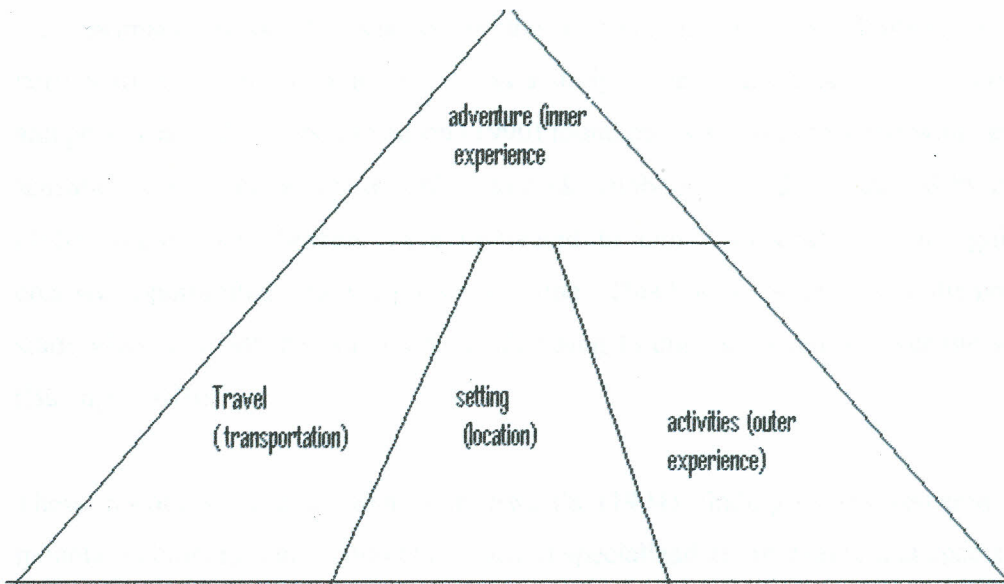 adventure (inner
experience
Travel
(transportation)
setting
(location)
activities (outer
experience)